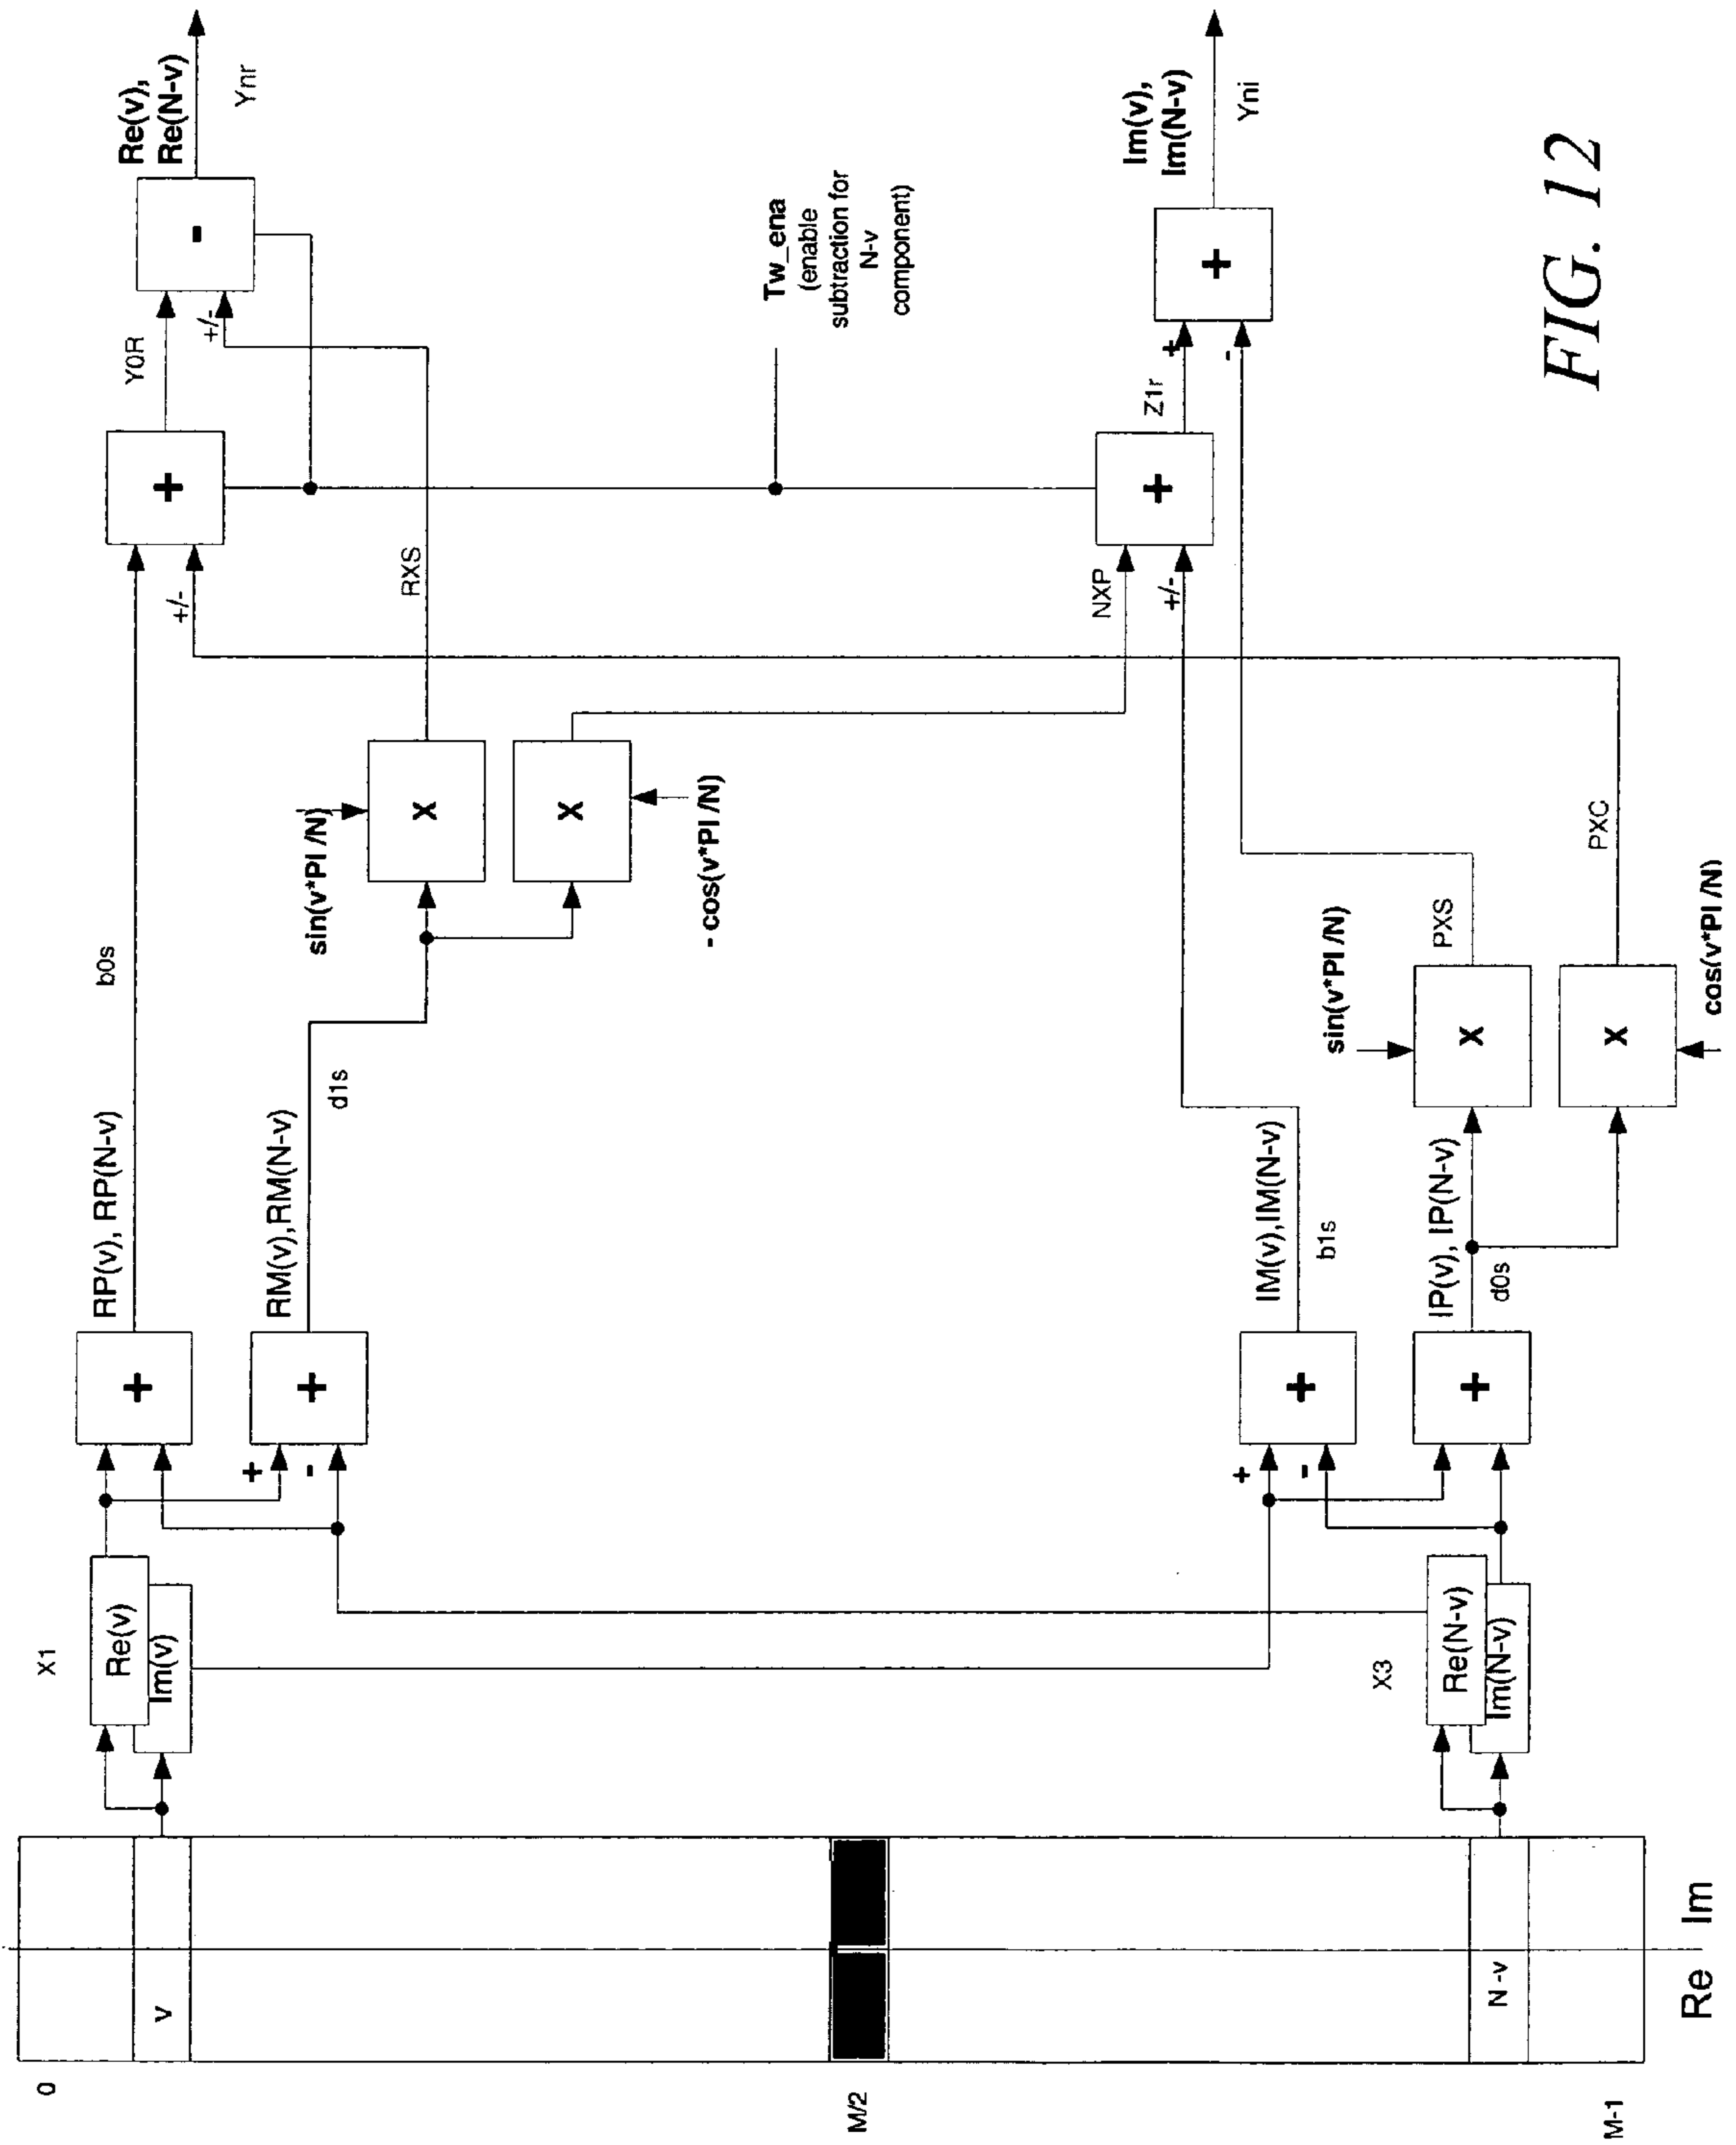 0
M/2
M-1
v
N-v
Re
Im
X1
Re(v)
Im(v)
X3
Re(N-v)
Im(N-v)
+
-
+
-
+
+
+
+
RP(v), RP(N-v)
b0s
RM(v),RM(N-v)
d1s
IM(v),IM(N-v)
b1s
IP(v), IP(N-v)
d0s
sin(v*PI /N)
x
x
- cos(v*PI /N)
sin(v*PI /N)
x
x
cos(v*PI /N)
PXS
PXC
RXS
NXP
+/-
+
+/-
+
Y0R
+/-
-
Z1r
+
-
+
Tw_ena
(enable
subtraction for
N-v
component)
Re(v),
Re(N-v)
Ynr
Im(v),
Im(N-v)
Yni
FIG. 12